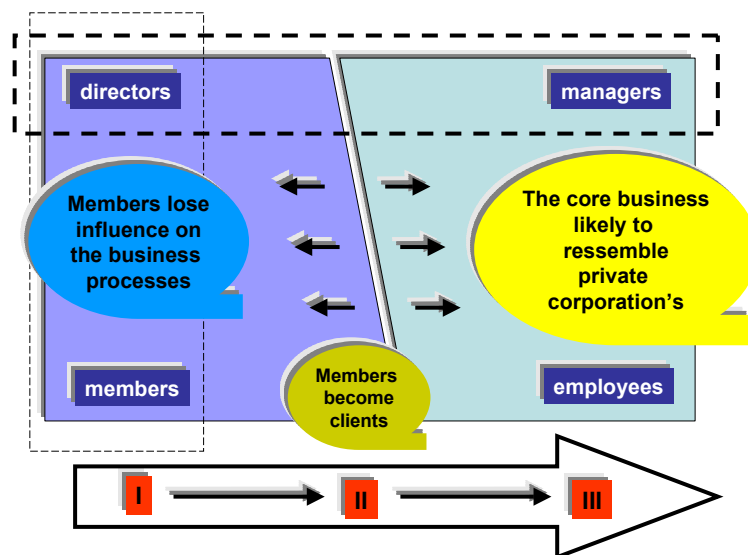 directors
managers
Members lose
influence on
the business
processes
The core business
likely to
ressemble
private
corporation's
Members
become
clients
members
employees
I
II
III